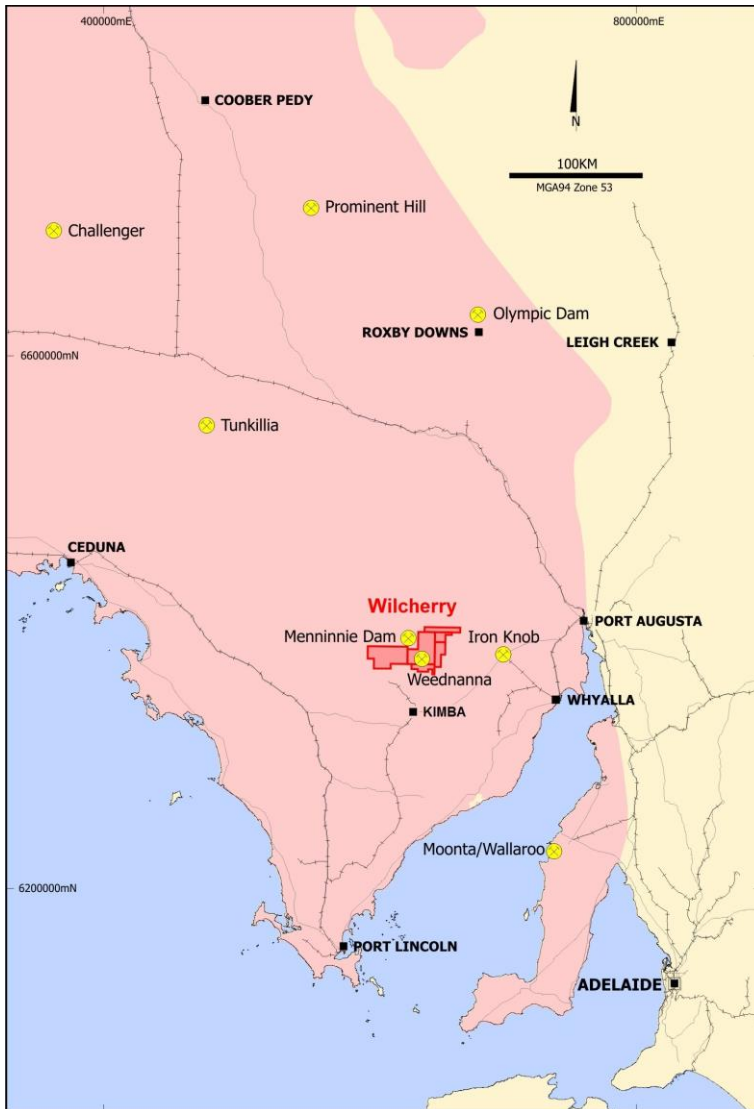 400000mE
800000mE
COOBER PEDY
N
100KM
MGA94 Zone 53
Prominent Hill
Challenger
Olympic Dam
ROXBY DOWNS
LEIGH CREEK
6600000mN
Tunkillia
CEDUNA
Wilcherry
PORT AUGUSTA
Menninnie Dam
Iron Knob
Weednanna
WHYALLA
KIMBA
Moonta/Wallaroo
6200000mN
PORT LINCOLN
ADELAIDE